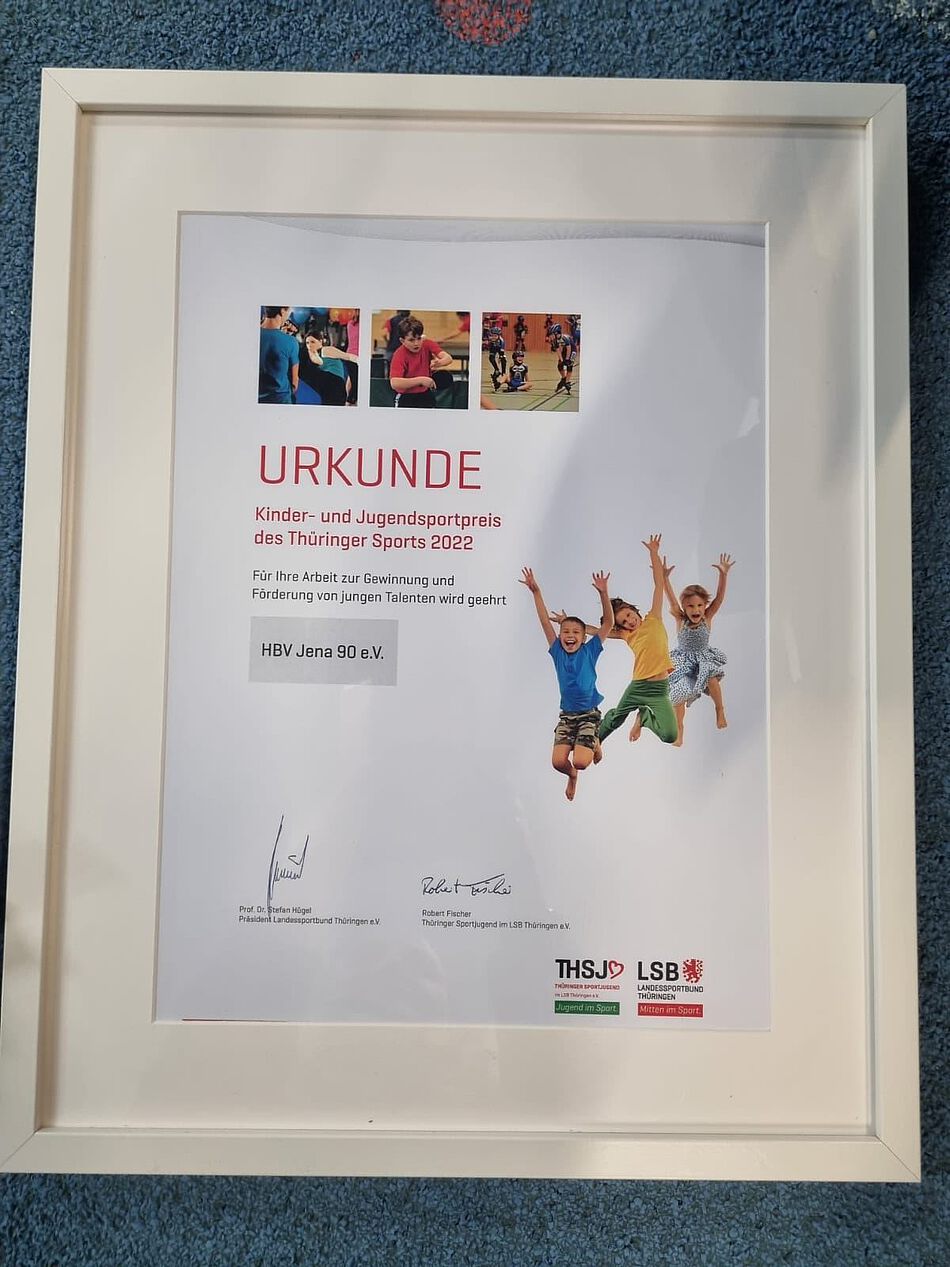 URKUNDE
Kinder- und Jugendsportpreis
des Thüringer Sports 2022
Für Ihre Arbeit zur Gewinnung und
Förderung von jungen Talenten wird geehrt
HBV Jena 90 e.V.
Robert Fischer
Prof. Dr. Stefan Hügel
Präsident Landessportbund Thüringen e.V.
Robert Fischer
Thüringer Sportjugend im LSB Thüringen e.V.
THSJ
THÜRINGER SPORTJUGEND
im LSB Thüringen e.V.
Jugend im Sport.
LSB
LANDESSPORTBUND
THÜRINGEN
Mitten im Sport.